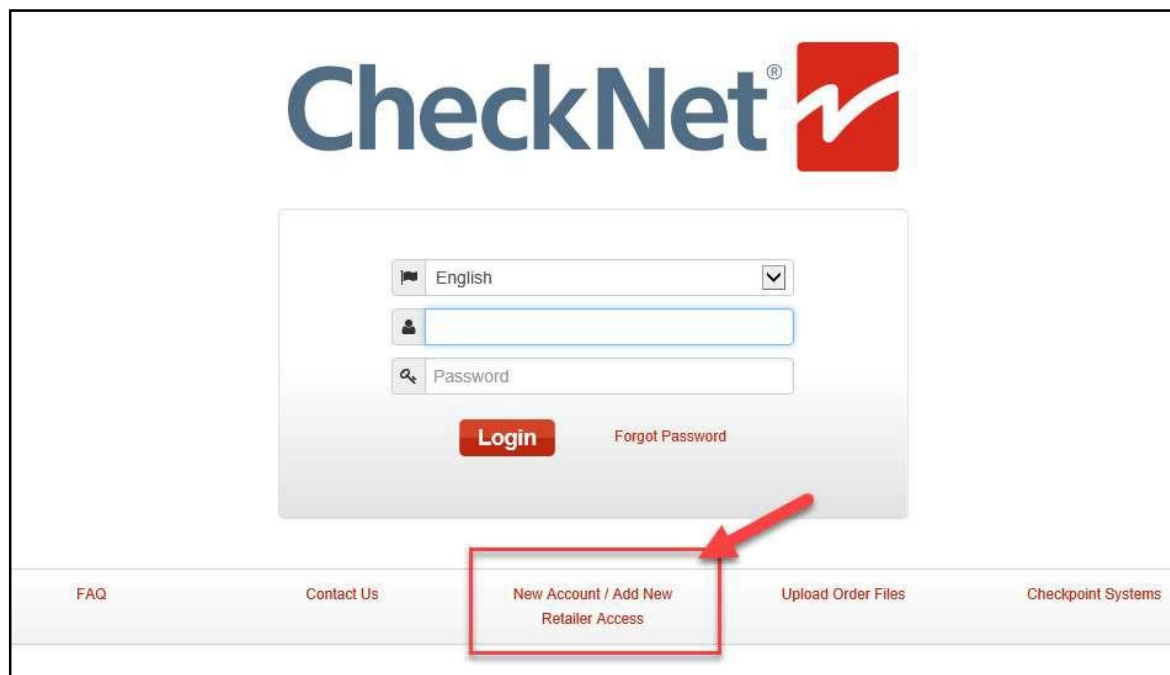 CheckNet®
English
Password
Login Forgot Password
FAQ Contact Us New Account / Add New Retailer Access Upload Order Files Checkpoint Systems